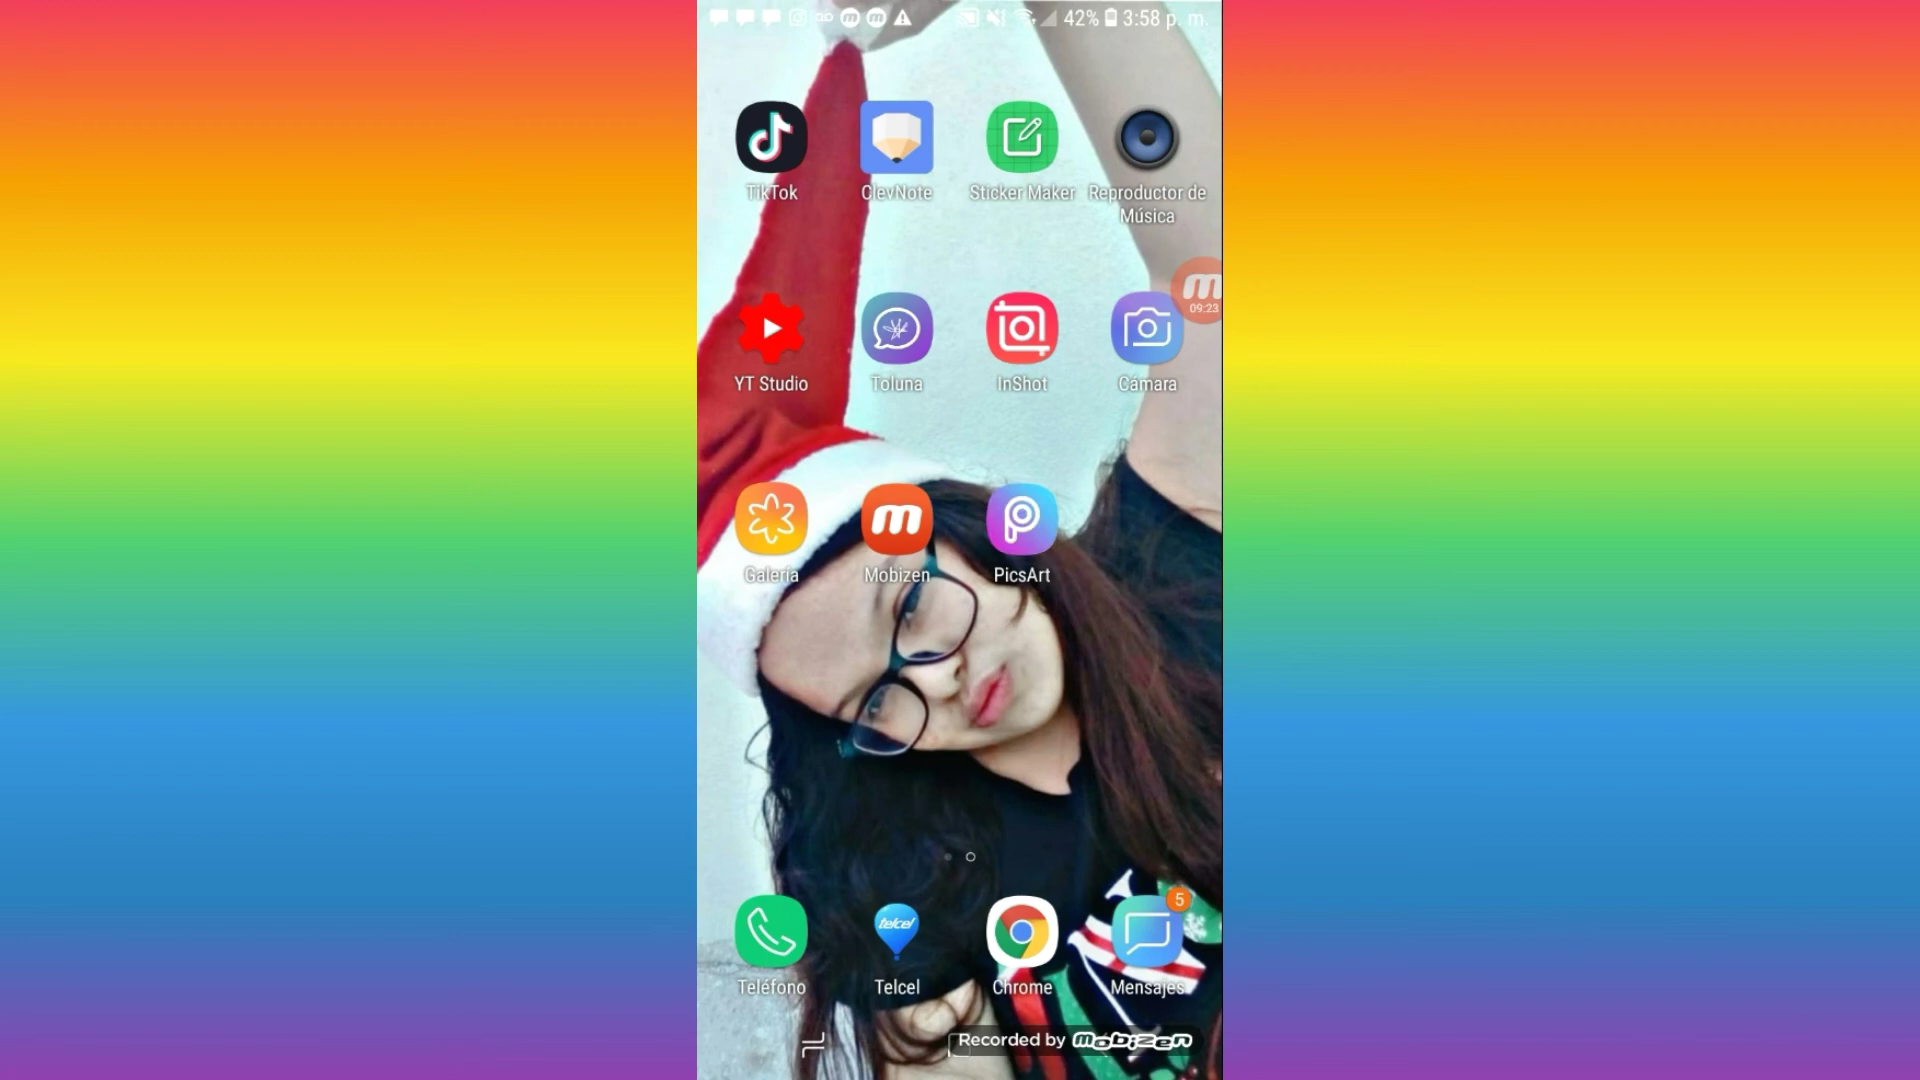 42% 3:58 p. m.
TikTok
ClevNote
Sticker Maker
Reproductor de
Música
m
09:23
YT Studio
Toluna
InShot
Cámara
m
Galería
Mobizen
PicsArt
5
telcel
Teléfono
Telcel
Chrome
Mensajes
Recorded by mobizen